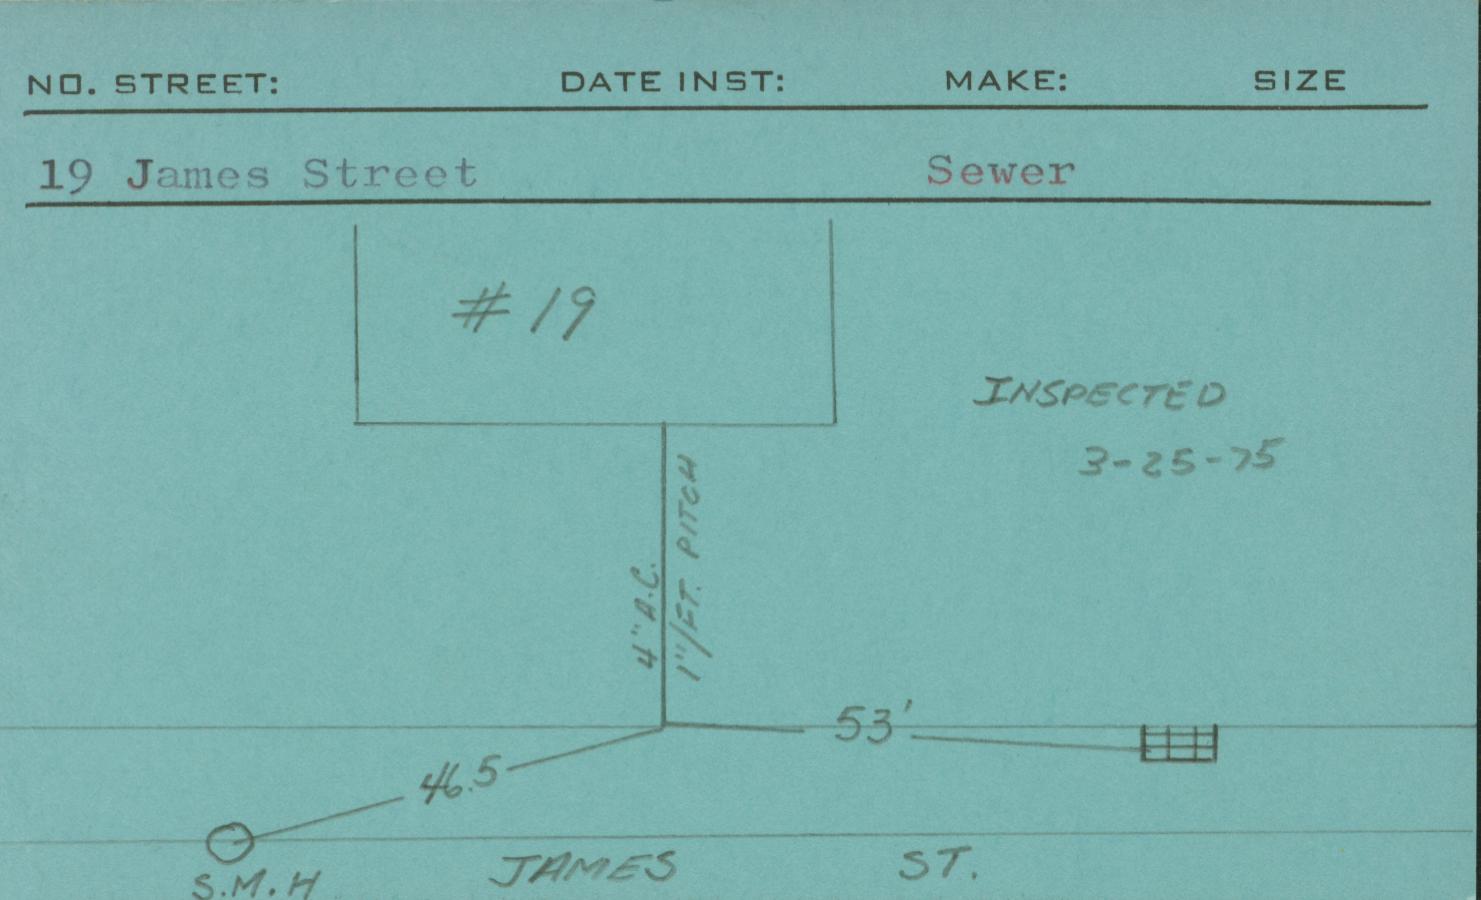 NO. STREET: DATE INST: MAKE: SIZE
19 James Street Sewer
# 19
INSPECTED
3-25-75
4" A.C.
1"/FT. PITCH
53'
46.5
S.M.H
JAMES ST.